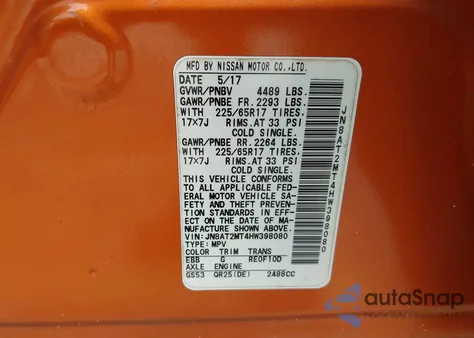 MFD BY NISSAN MOTOR CO.,LTD.
DATE 5/17
GVWR/PNBV 4489 LBS.
GAWR/PNBE FR. 2293 LBS.
WITH 225/65R17 TIRES.
17x7J RIMS.AT 33 PSI
COLD SINGLE.
GAWR/PNBE RR. 2264 LBS.
WITH 225/65R17 TIRES.
17x7J RIMS.AT 33 PSI
COLD SINGLE.
THIS VEHICLE CONFORMS
TO ALL APPLICABLE FED-
ERAL MOTOR VEHICLE SA-
FETY AND THEFT PREVEN-
TION STANDARDS IN EFF-
ECT ON THE DATE OF MAN-
UFACTURE SHOWN ABOVE.
VIN: JN8AT2MT4HW398080
TYPE: MPV
COLOR TRIM TRANS
EBB G RE0F10D
AXLE ENGINE
GS53 QR25(DE) 2488CC
JN8AT2MT4HW398080
autoSnap